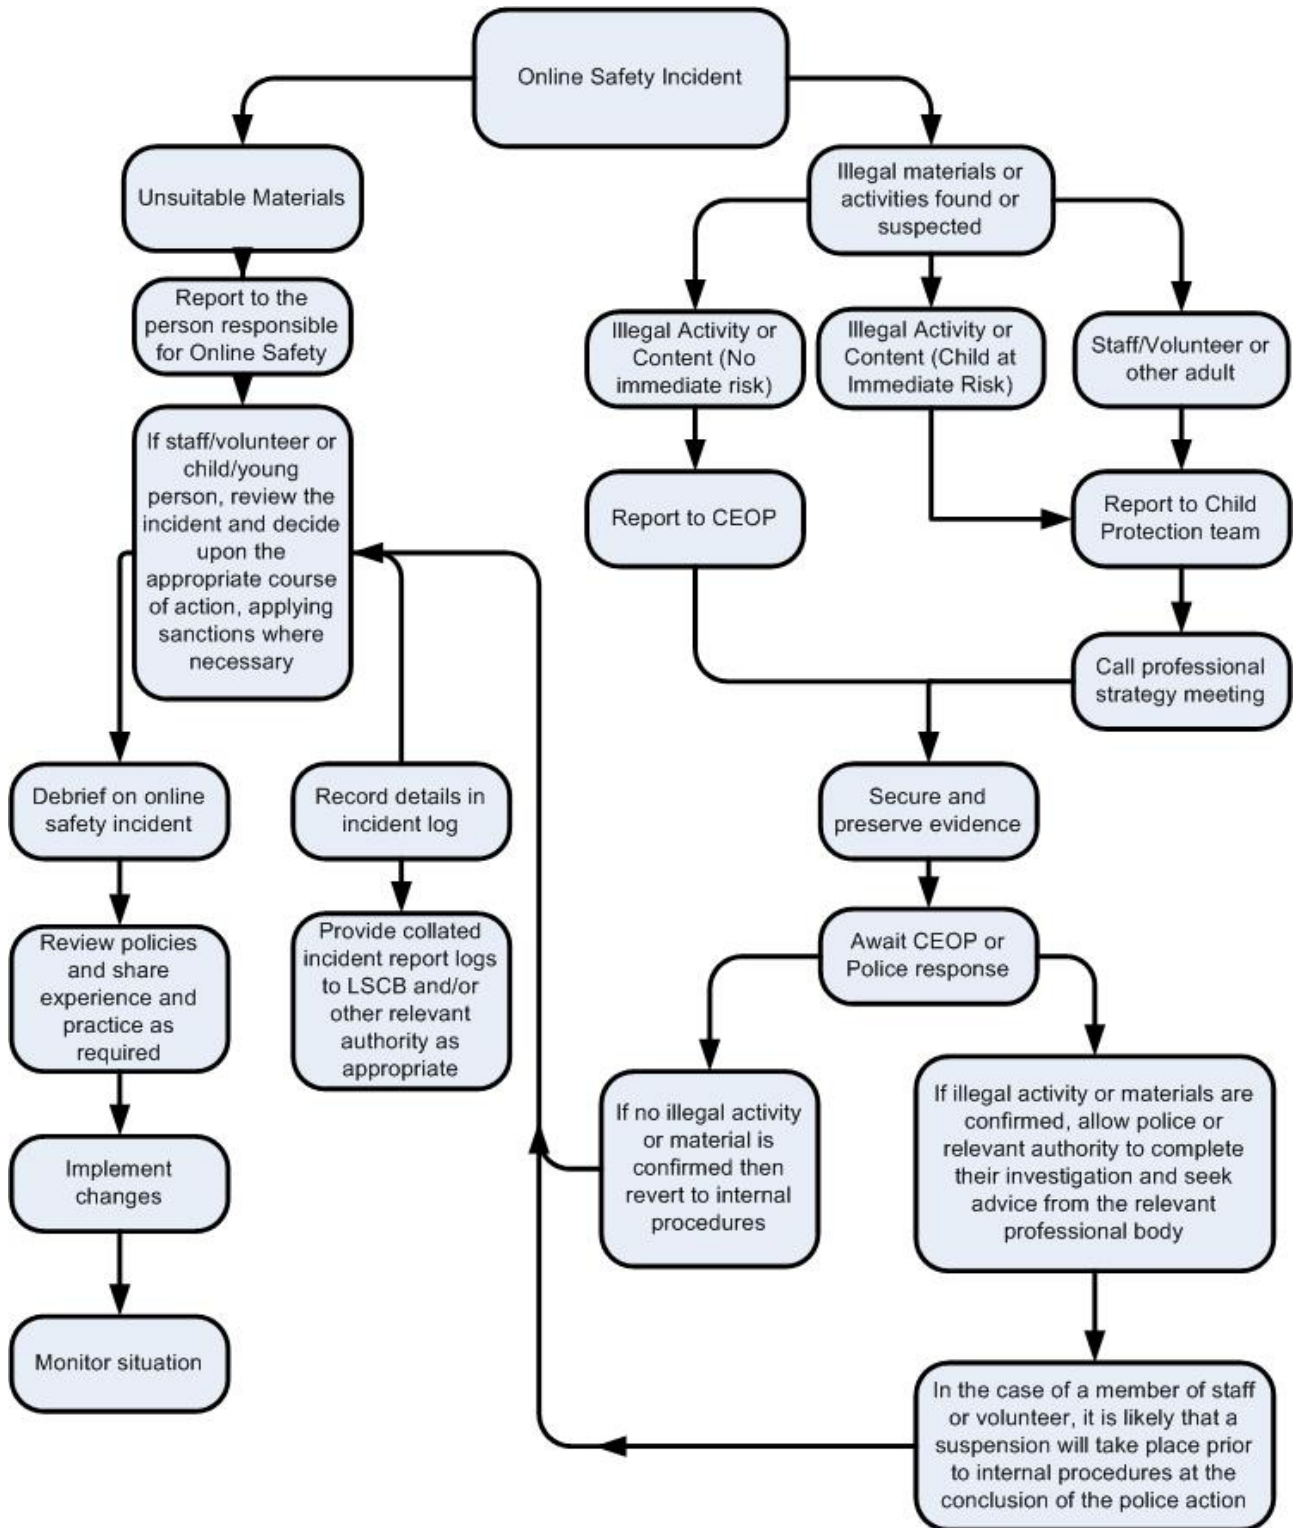 Online Safety Incident
Unsuitable Materials
Illegal materials or
activities found or
suspected
Report to the
person responsible
for Online Safety
Illegal Activity or
Content (No
immediate risk)
Illegal Activity or
Content (Child at
Immediate Risk)
Staff/Volunteer or
other adult
If staff/volunteer or
child/young
person, review the
incident and decide
upon the
appropriate course
of action, applying
sanctions where
necessary
Report to CEOP
Report to Child
Protection team
Call professional
strategy meeting
Debrief on online
safety incident
Record details in
incident log
Secure and
preserve evidence
Review policies
and share
experience and
practice as
required
Provide collated
incident report logs
to LSCB and/or
other relevant
authority as
appropriate
Await CEOP or
Police response
If no illegal activity
or material is
confirmed then
revert to internal
procedures
If illegal activity or materials are
confirmed, allow police or
relevant authority to complete
their investigation and seek
advice from the relevant
professional body
Implement
changes
Monitor situation
In the case of a member of staff
or volunteer, it is likely that a
suspension will take place prior
to internal procedures at the
conclusion of the police action